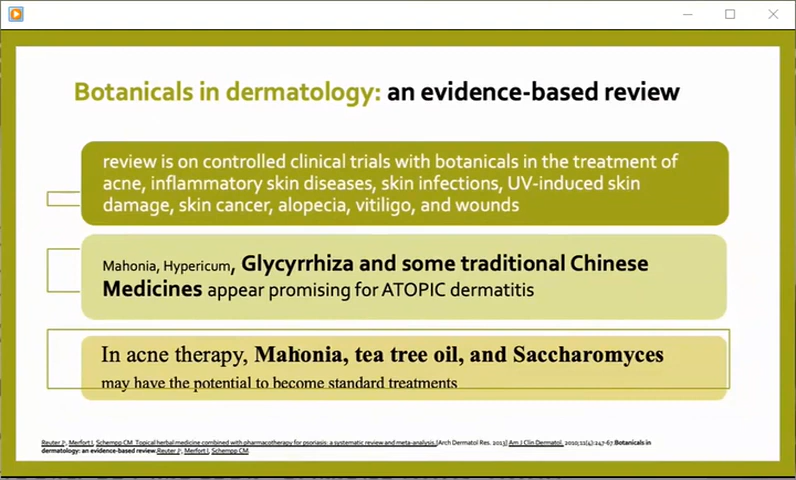 Botanicals in dermatology: an evidence-based review
review is on controlled clinical trials with botanicals in the treatment of
acne, inflammatory skin diseases, skin infections, UV-induced skin
damage, skin cancer, alopecia, vitiligo, and wounds
Mahonia, Hypericum, Glycyrrhiza and some traditional Chinese
Medicines appear promising for ATOPIC dermatitis
In acne therapy, Mahonia, tea tree oil, and Saccharomyces
may have the potential to become standard treatments
Reuter J¹, Merfort I, Schempp CM. Topical herbal medicine combined with pharmacotherapy for psoriasis: a systematic review and meta-analysis.[Arch Dermatol Res. 2013] Am J Clin Dermatol. 2010;11(4):247-67.Botanicals in
dermatology: an evidence-based review.Reuter J¹, Merfort I, Schempp CM.